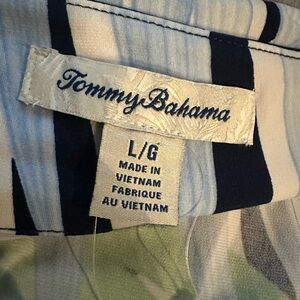 Tommy Bahama
L/G
MADE IN
VIETNAM
FABRIQUE
AU VIETNAM